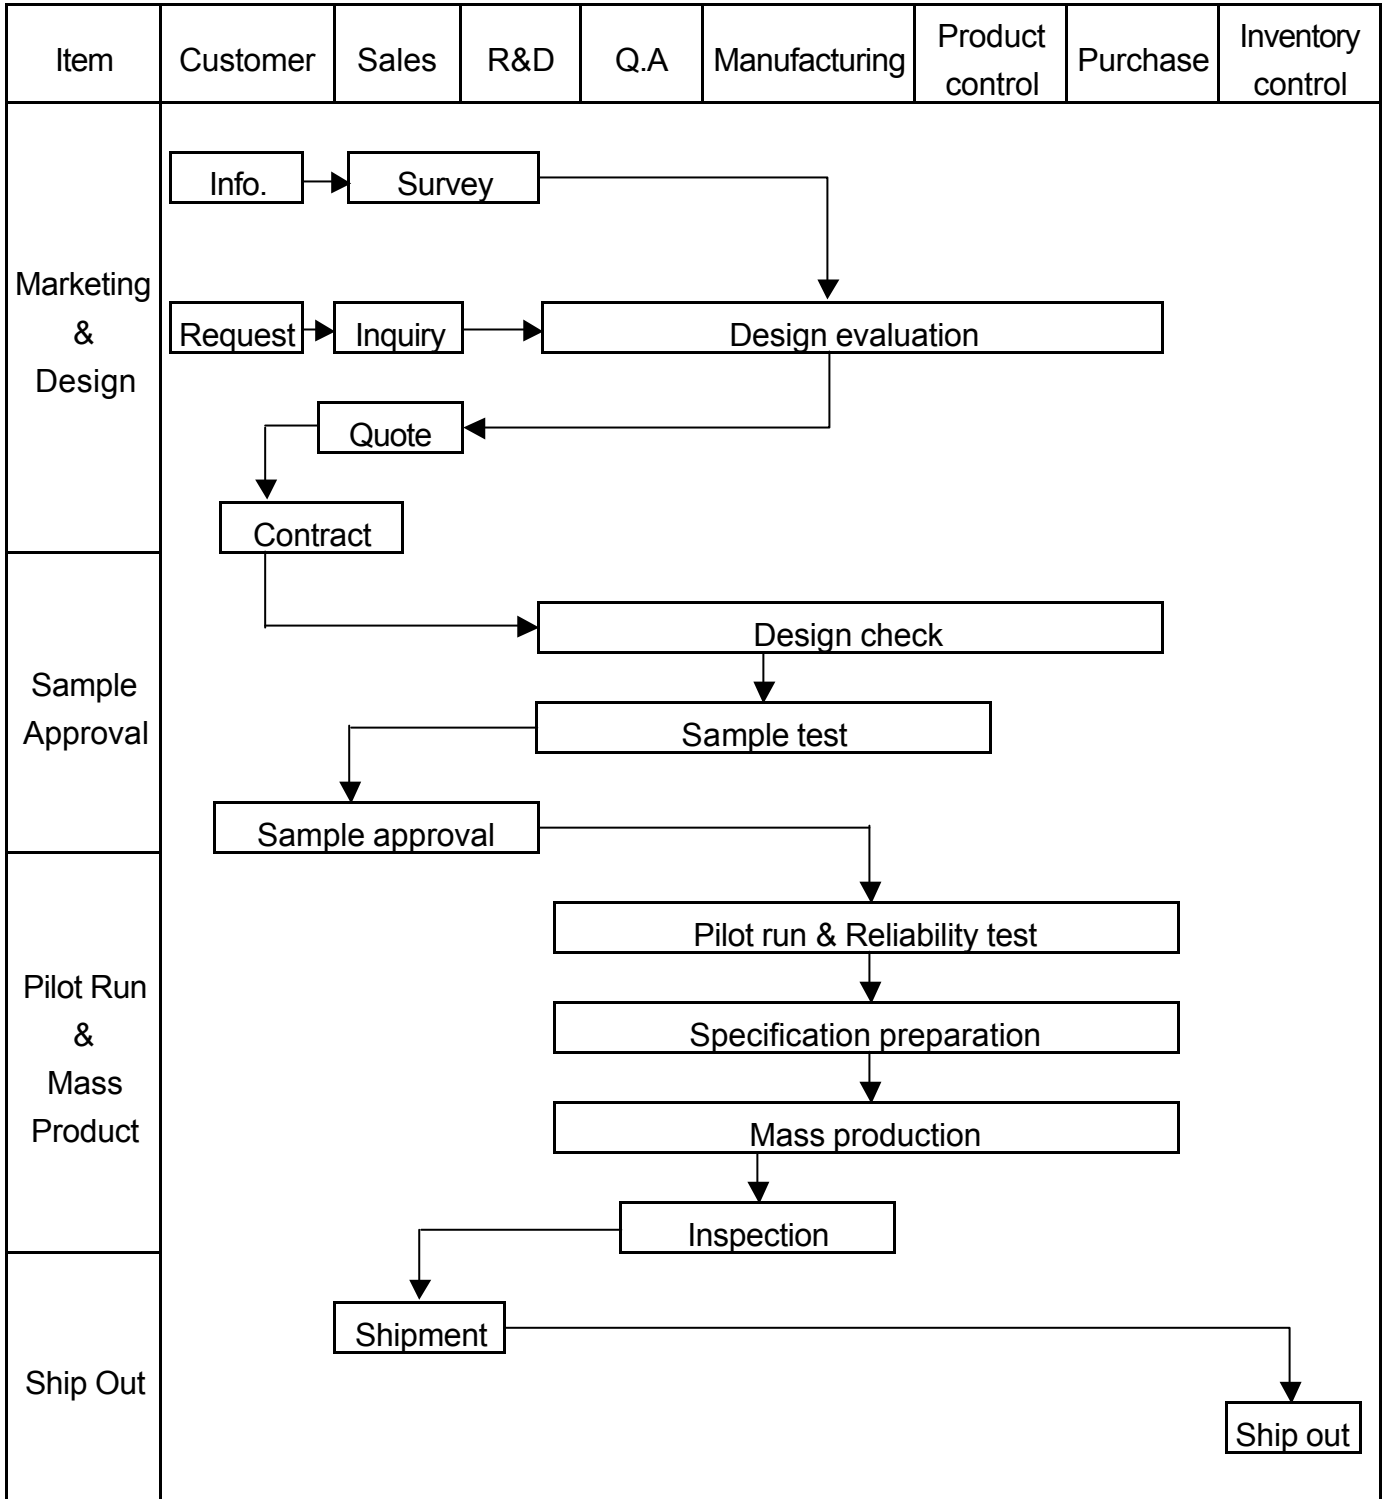 Item
Customer
Sales
R&D
Q.A
Manufacturing
Product
control
Purchase
Inventory
control
Marketing
&
Design
Info.
Survey
Request
Inquiry
Design evaluation
Quote
Contract
Sample
Approval
Design check
Sample test
Sample approval
Pilot Run
&
Mass
Product
Pilot run & Reliability test
Specification preparation
Mass production
Inspection
Ship Out
Shipment
Ship out